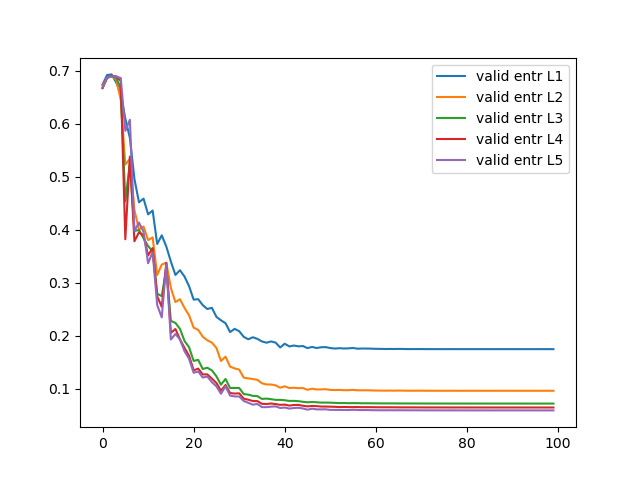 0.7
0.6
0.5
0.4
0.3
0.2
0.1
0
20
40
60
80
100
valid entr L1
valid entr L2
valid entr L3
valid entr L4
valid entr L5